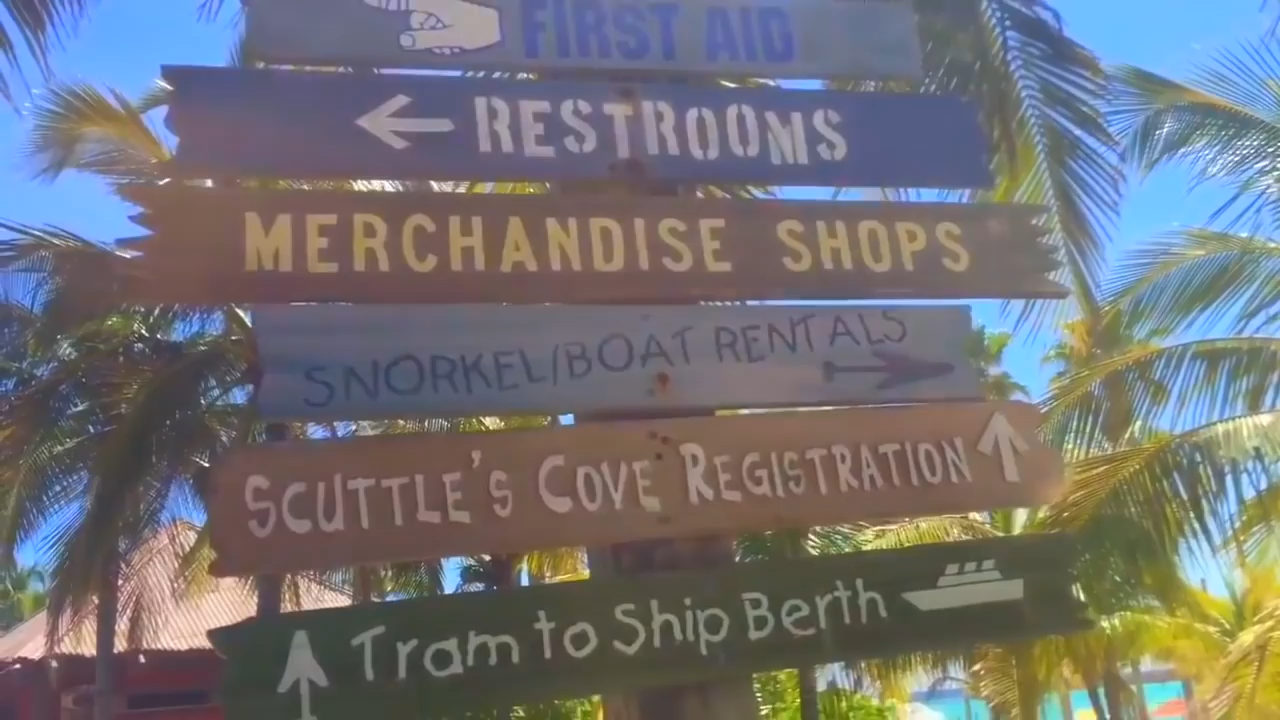 FIRST AID
RESTROOMS
MERCHANDISE SHOPS
SNORKEL/BOAT RENTALS
SCUTTLE'S COVE REGISTRATION
Tram to Ship Berth